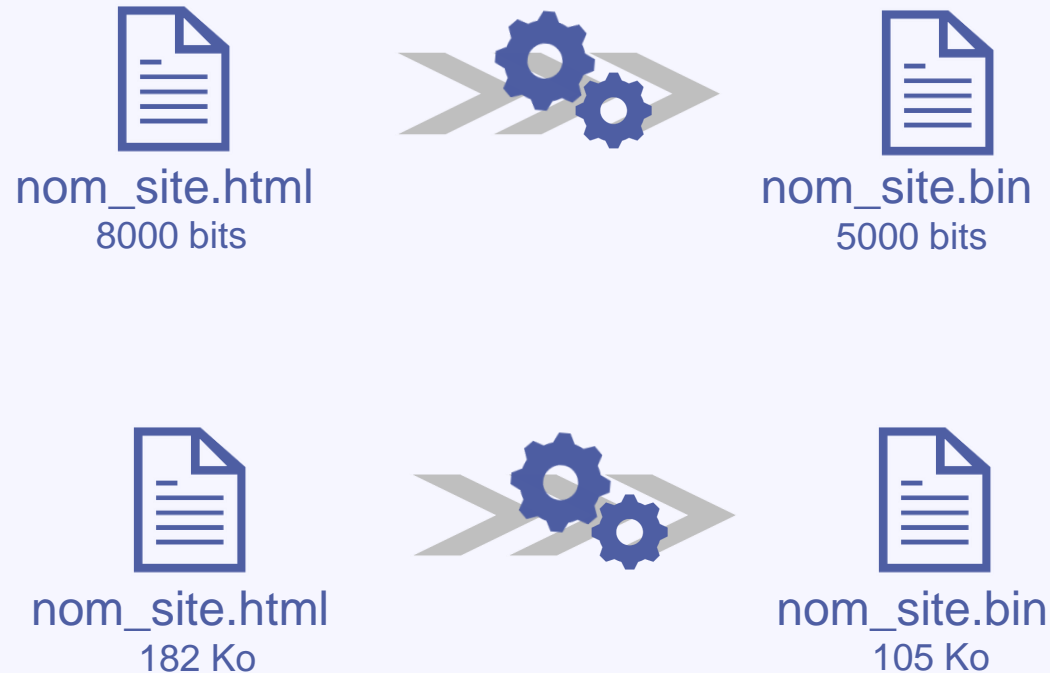 nom_site.html
nom_site.bin
8000 bits
5000 bits
nom_site.html
nom_site.bin
182 Ko
105 Ko